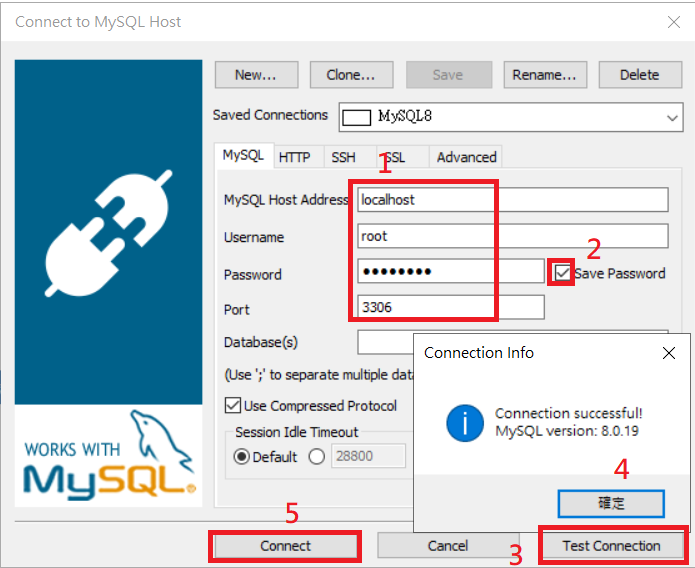 Connect to MySQL Host
New...
Clone...
Save
Rename...
Delete
Saved Connections
MySQL8
MySQL
HTTP
SSH
SSL
Advanced
1
MySQL Host Address
localhost
Username
root
2
Password
●●●●●●●●
Save Password
Port
3306
Database(s)
(Use ';' to separate multiple data
Use Compressed Protocol
Session Idle Timeout
Default
28800
WORKS WITH
MySQL®
Connection Info
Connection successful!
MySQL version: 8.0.19
4
確定
5
Connect
Cancel
3
Test Connection